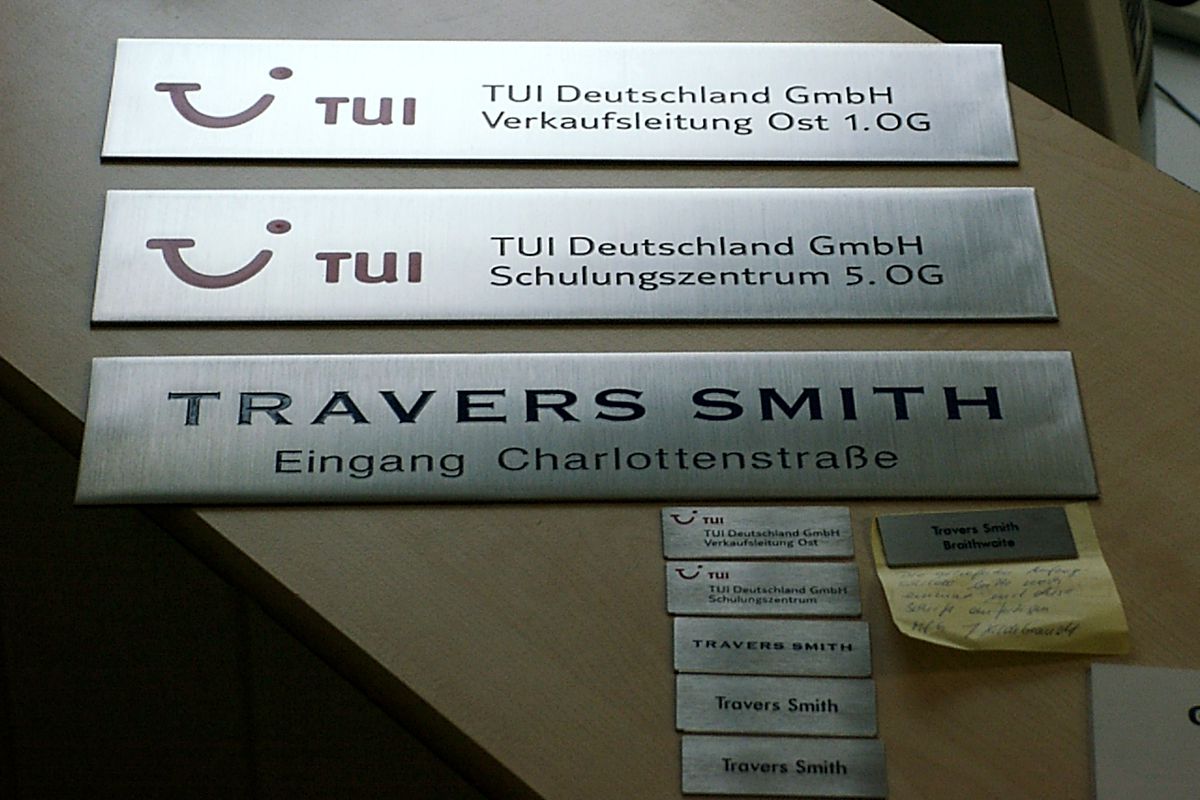 TUI
TUI Deutschland GmbH
Verkaufsleitung Ost 1.OG
TUI
TUI Deutschland GmbH
Schulungszentrum 5. OG
TRAVERS SMITH
Eingang Charlottenstraße
TUI
TUI Deutschland GmbH
Verkaufsleitung Ost
TUI
TUI Deutschland GmbH
Schulungszentrum
TRAVERS SMITH
Travers Smith
Travers Smith
Travers Smith
Braithwaite